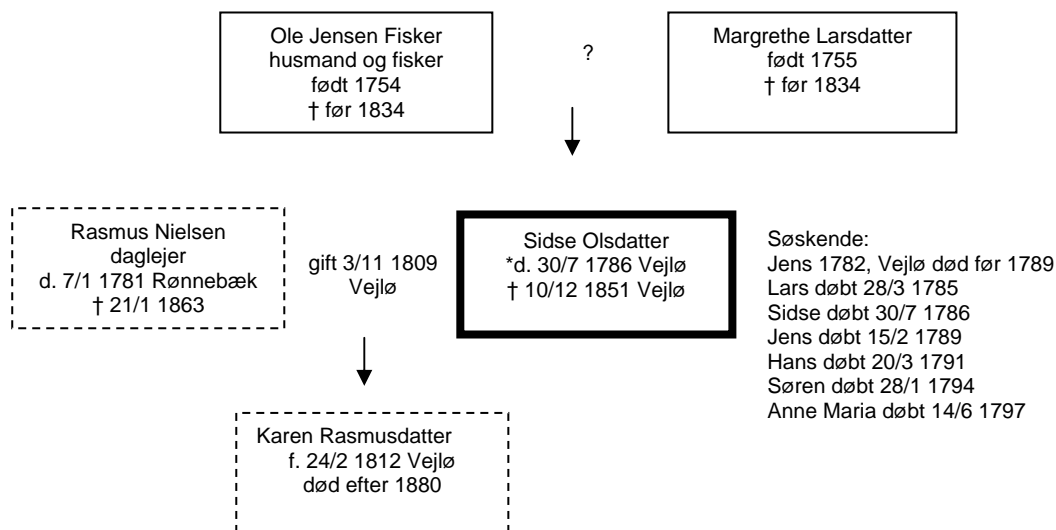 Ole Jensen Fisker
husmand og fisker
født 1754
† før 1834
?
Margrethe Larsdatter
født 1755
† før 1834
Rasmus Nielsen
daglejer
d. 7/1 1781 Rønnebæk
† 21/1 1863
gift 3/11 1809
Vejlø
Sidse Olsdatter
*d. 30/7 1786 Vejlø
† 10/12 1851 Vejlø
Søskende:
Jens 1782, Vejlø død før 1789
Lars døbt 28/3 1785
Sidse døbt 30/7 1786
Jens døbt 15/2 1789
Hans døbt 20/3 1791
Søren døbt 28/1 1794
Anne Maria døbt 14/6 1797
Karen Rasmusdatter
f. 24/2 1812 Vejlø
død efter 1880